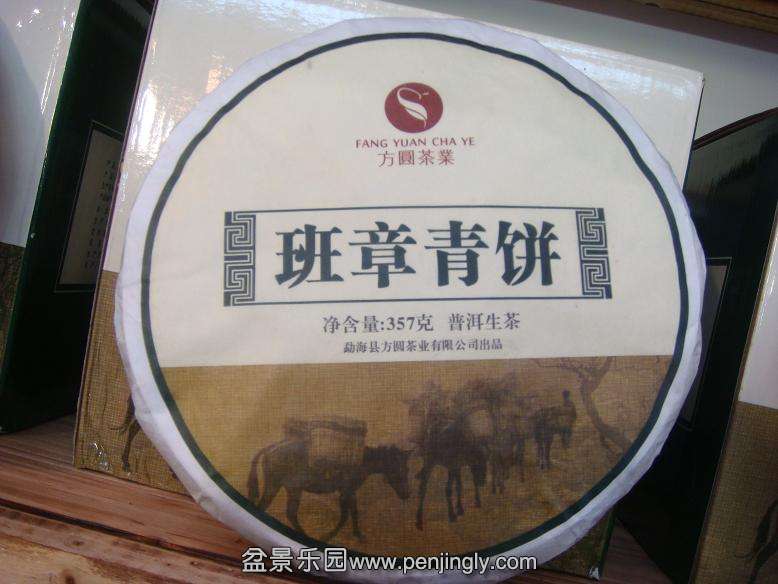 FANG YUAN CHA YE
方圓茶業
班章青饼
净含量:357克 普洱生茶
勐海县方圆茶业有限公司出品
盆景乐园www.penjingly.com